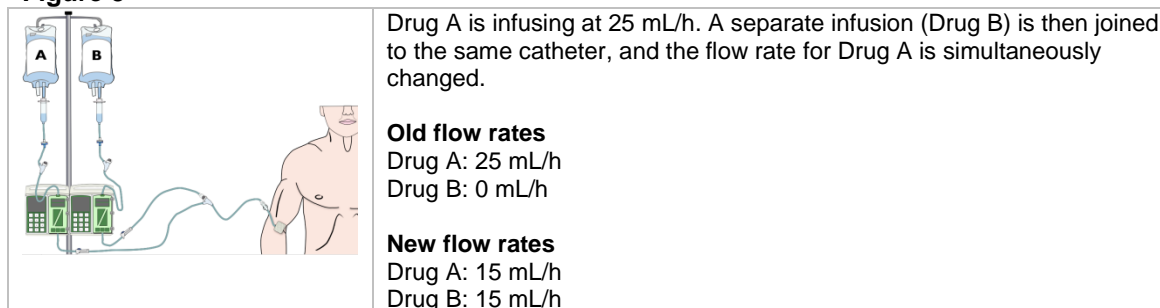 A
B
Drug A is infusing at 25 mL/h. A separate infusion (Drug B) is then joined
to the same catheter, and the flow rate for Drug A is simultaneously
changed.
Old flow rates
Drug A: 25 mL/h
Drug B: 0 mL/h
New flow rates
Drug A: 15 mL/h
Drug B: 15 mL/h